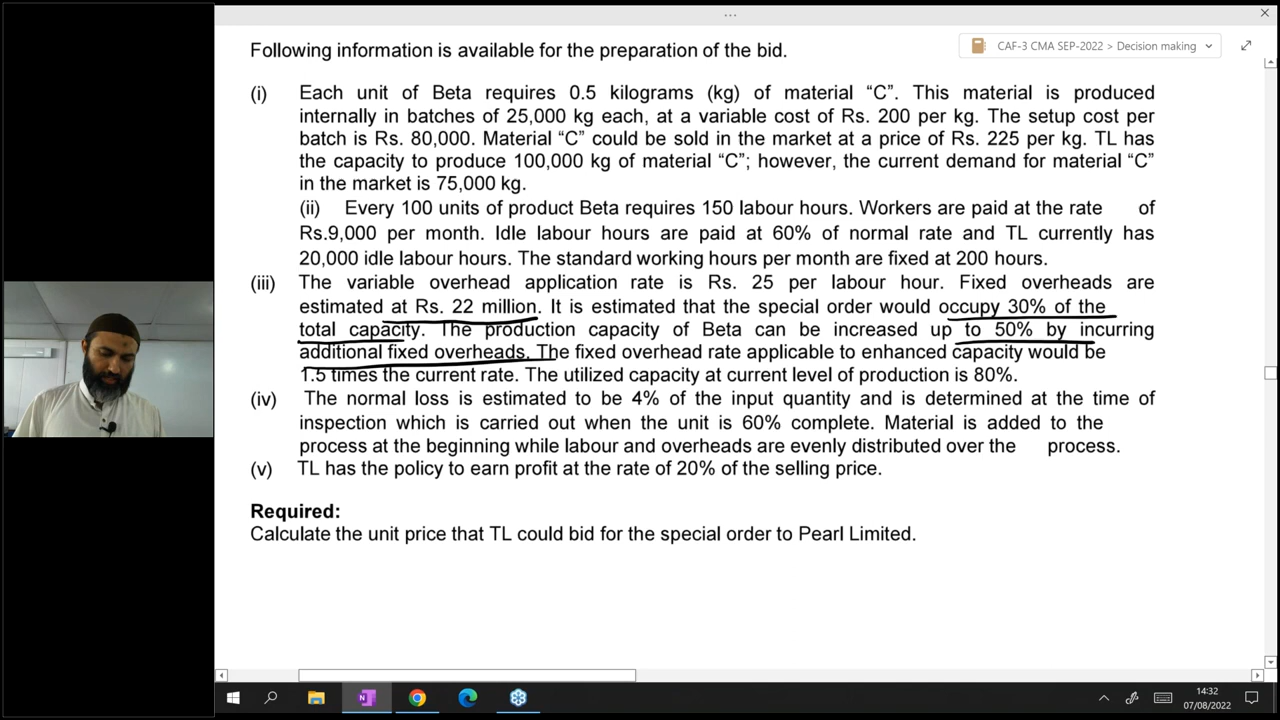 CAF-3 CMA SEP-2022 > Decision making
Following information is available for the preparation of the bid.
(i) Each unit of Beta requires 0.5 kilograms (kg) of material “C”. This material is produced
internally in batches of 25,000 kg each, at a variable cost of Rs. 200 per kg. The setup cost per
batch is Rs. 80,000. Material “C” could be sold in the market at a price of Rs. 225 per kg. TL has
the capacity to produce 100,000 kg of material “C”; however, the current demand for material “C”
in the market is 75,000 kg.
(ii) Every 100 units of product Beta requires 150 labour hours. Workers are paid at the rate of
Rs.9,000 per month. Idle labour hours are paid at 60% of normal rate and TL currently has
20,000 idle labour hours. The standard working hours per month are fixed at 200 hours.
(iii) The variable overhead application rate is Rs. 25 per labour hour. Fixed overheads are
estimated at Rs. 22 million. It is estimated that the special order would occupy 30% of the
total capacity. The production capacity of Beta can be increased up to 50% by incurring
additional fixed overheads. The fixed overhead rate applicable to enhanced capacity would be
1.5 times the current rate. The utilized capacity at current level of production is 80%.
(iv) The normal loss is estimated to be 4% of the input quantity and is determined at the time of
inspection which is carried out when the unit is 60% complete. Material is added to the
process at the beginning while labour and overheads are evenly distributed over the process.
(v) TL has the policy to earn profit at the rate of 20% of the selling price.
Required:
Calculate the unit price that TL could bid for the special order to Pearl Limited.
14:32
07/08/2022